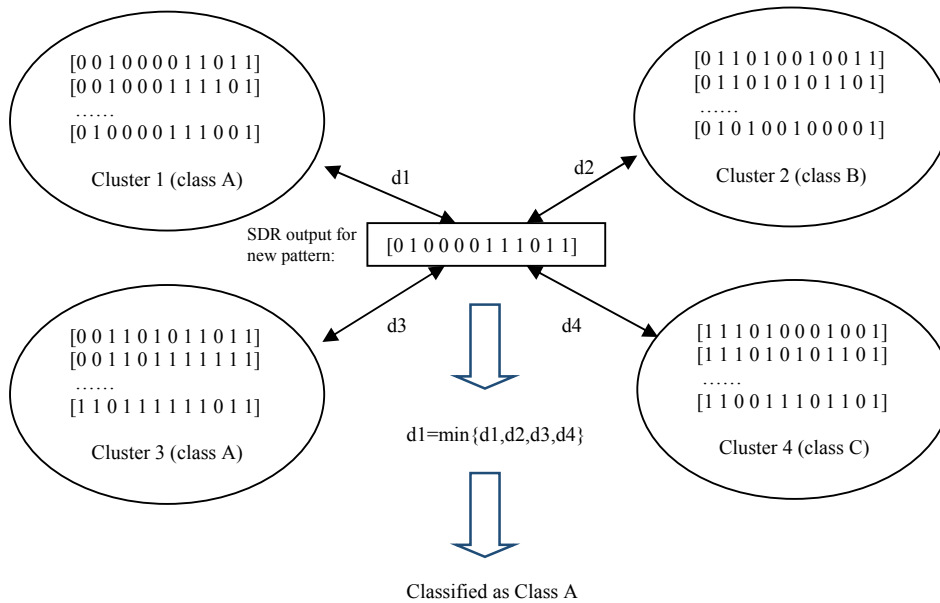 [0 0 1 0 0 0 0 1 1 0 1 1]
[0 0 1 0 0 0 1 1 1 1 0 1]
......
[0 1 0 0 0 0 1 1 1 0 0 1]
Cluster 1 (class A)
[0 1 1 0 1 0 0 1 0 0 1 1]
[0 1 1 0 1 0 1 0 1 1 0 1]
......
[0 1 0 1 0 0 1 0 0 0 0 1]
Cluster 2 (class B)
d1
d2
SDR output for
new pattern:
[0 1 0 0 0 0 1 1 1 0 1 1]
d3
d4
[0 0 1 1 0 1 0 1 1 0 1 1]
[0 0 1 1 0 1 1 1 1 1 1 1]
......
[1 1 0 1 1 1 1 1 1 0 1 1]
Cluster 3 (class A)
[1 1 1 0 1 0 0 0 1 0 0 1]
[1 1 1 0 1 0 1 0 1 1 0 1]
......
[1 1 0 0 1 1 1 0 1 1 0 1]
Cluster 4 (class C)
d1=min{d1,d2,d3,d4}
Classified as Class A